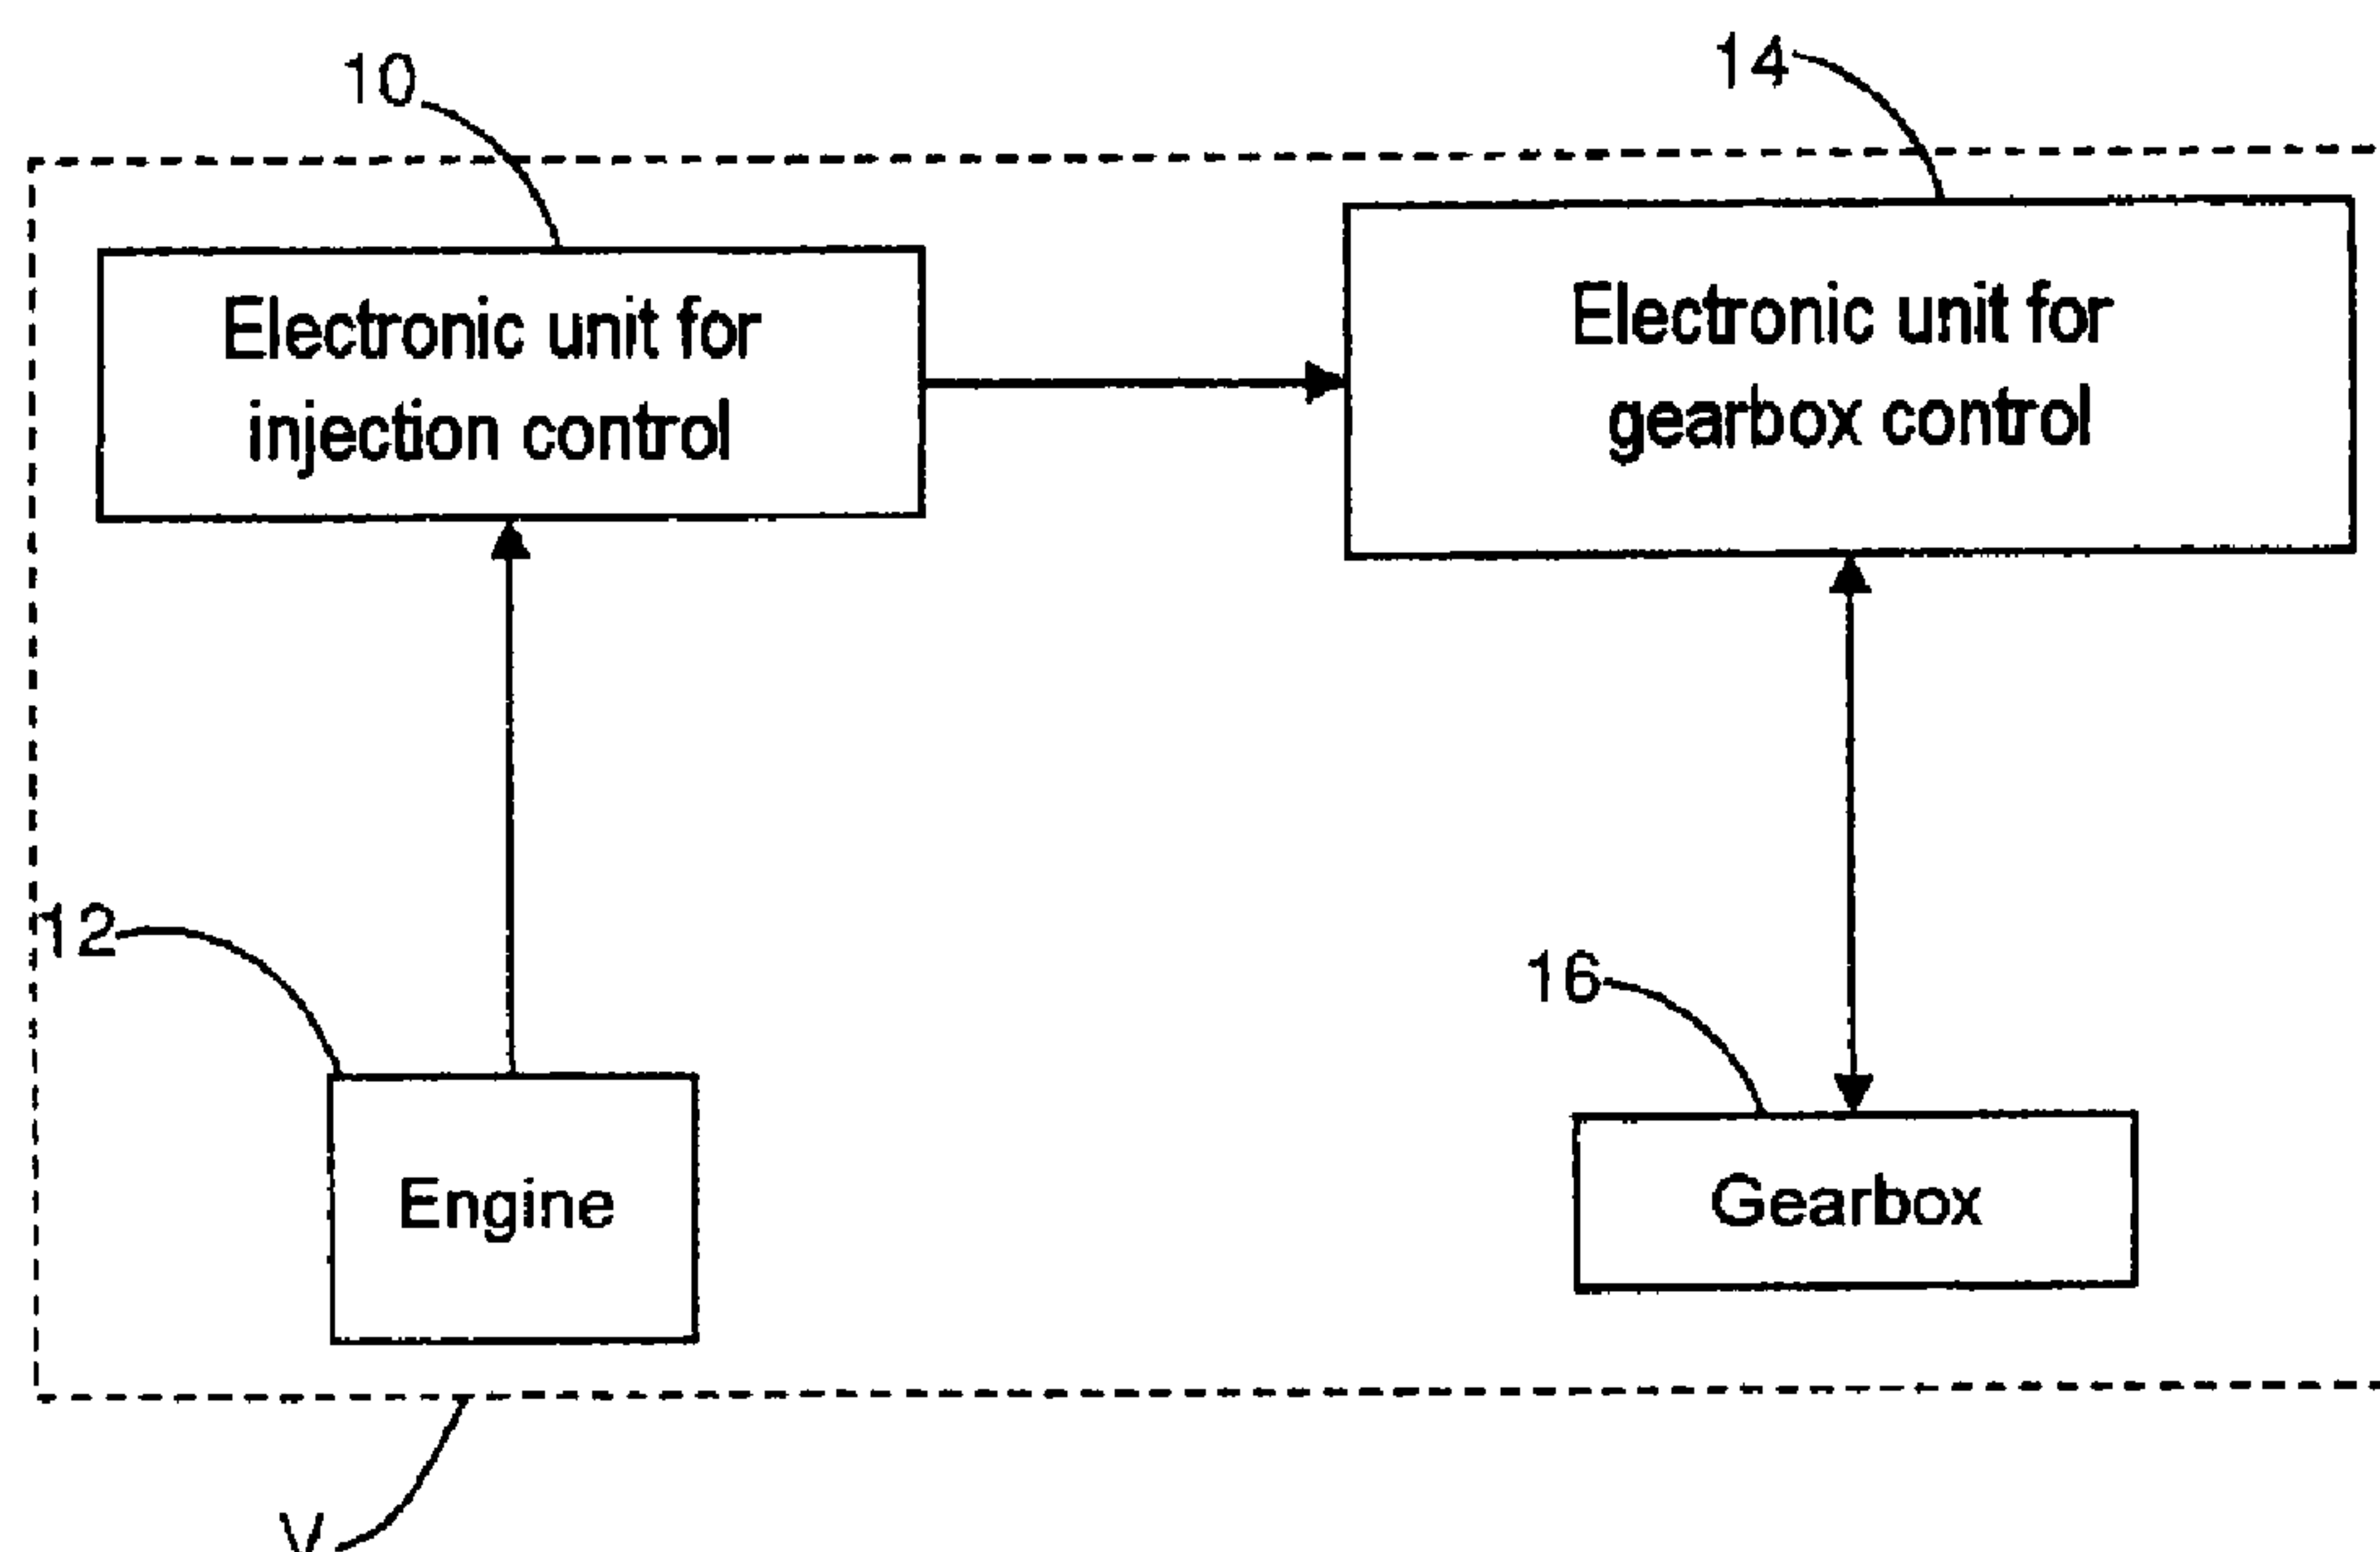 10
14
Electronic unit for
injection control
Electronic unit for
gearbox control
12
16
Engine
Gearbox
V